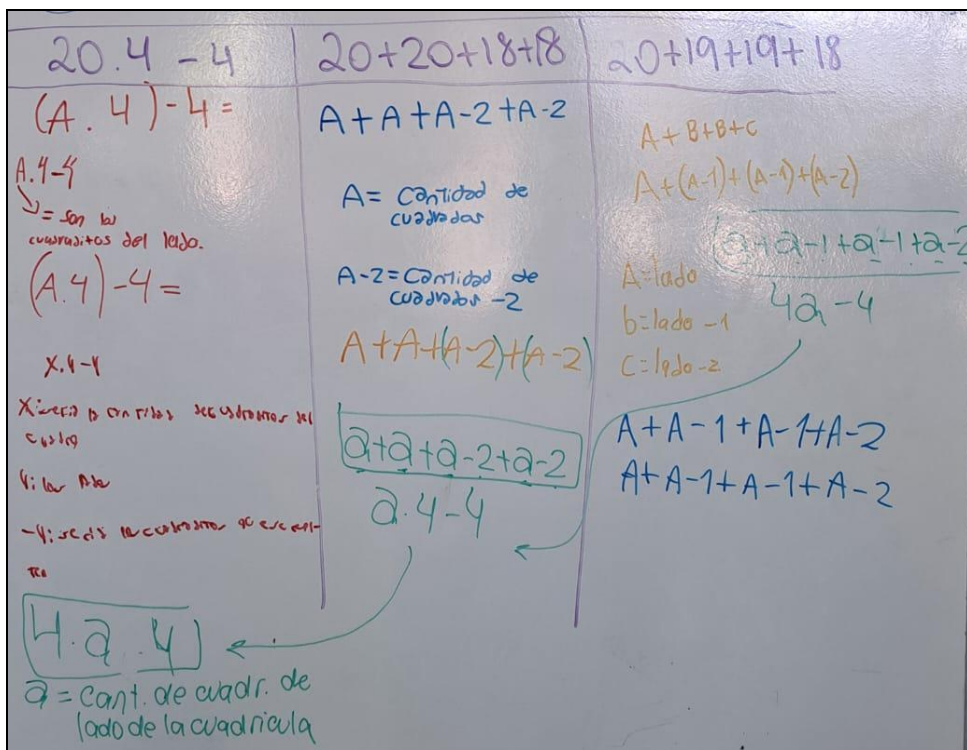 20.4 - 4
(A. 4) - 4 =
A.4-4
= son los
cuadraditos del lado.
(A.4) - 4 =
X.4-4
4.a.4
a = cant. de cuadr. de
lado de la cuadricula
20+20+18+18
A+A+A-2+A-2
A = Cantidad de
cuadrados
A-2 = Cantidad de
cuadrados -2
A+A+(A-2)+(A-2)
a+a+a-2+a-2
a.4-4
20+19+19+18
A+B+B+C
A+(A-1)+(A-1)+(A-2)
a+a-1+a-1+a-2
A=lado
4a-4
b=lado -1
C=lado-2
A+A-1+A-1+A-2
A+A-1+A-1+A-2